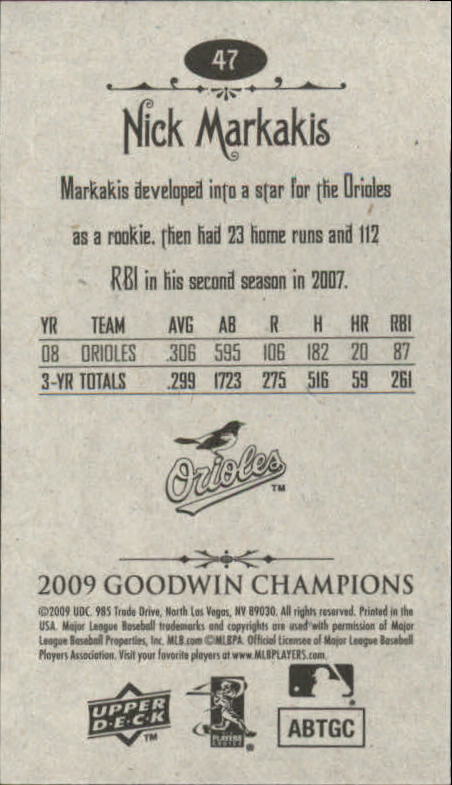 47
Nick Markakis
Markakis developed into a star for the Orioles
as a rookie, then had 23 home runs and 112
RBI in his second season in 2007.
YR TEAM AVG AB R H HR RBI
08 ORIOLES .306 595 106 182 20 87
3-YR TOTALS .299 1723 275 516 59 261
Orioles TM
2009 GOODWIN CHAMPIONS
©2009 UDC. 985 Trade Drive, North Las Vegas, NV 89030. All rights reserved. Printed in the
USA. Major League Baseball trademarks and copyrights are used with permission of Major
League Baseball Properties, Inc. MLB.com ©MLBPA. Official Licensee of Major League Baseball
Players Association. Visit your favorite players at www.MLBPLAYERS.com.
UPPER
DECK TM
PLAYERS
CHOICE ®
ABTGC